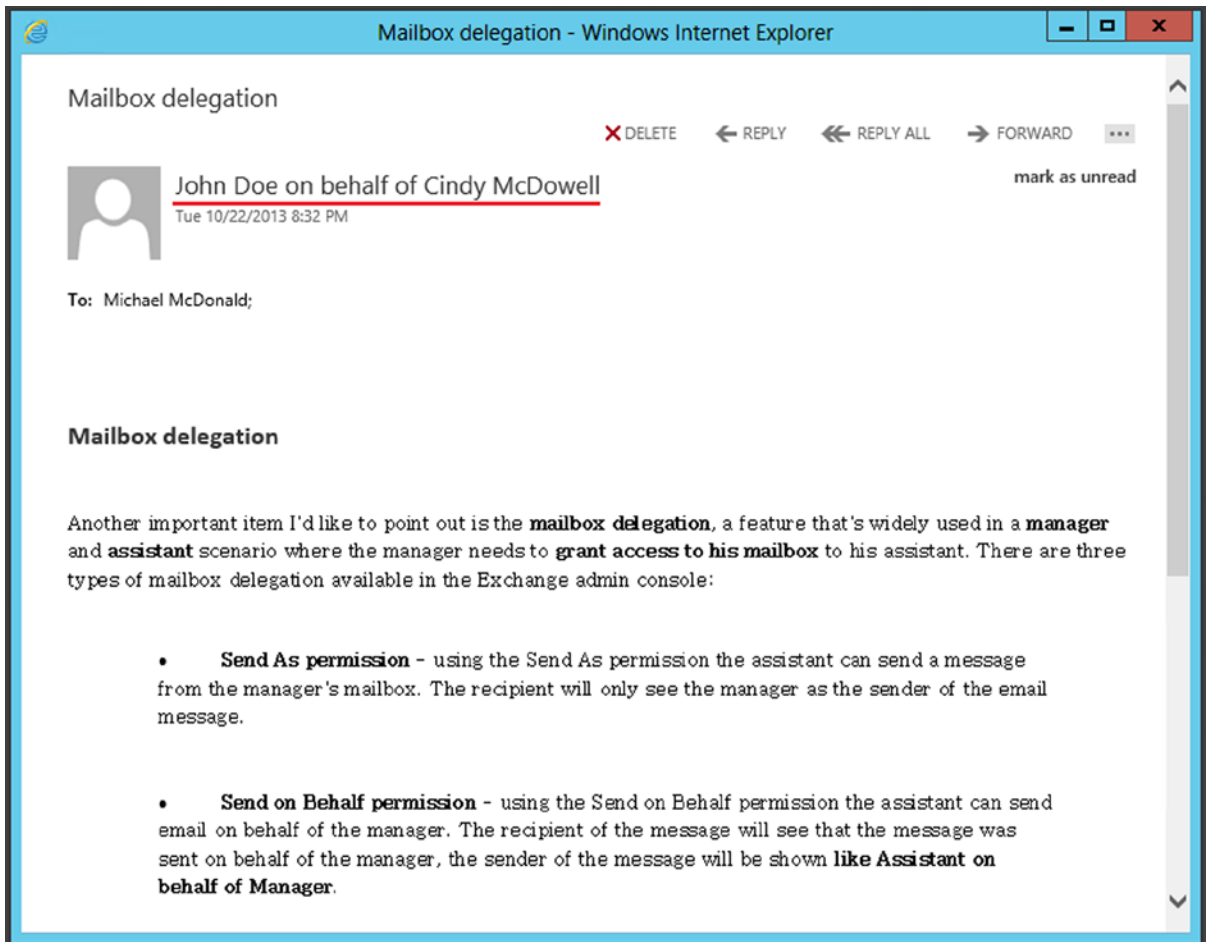 Mailbox delegation - Windows Internet Explorer
Mailbox delegation
DELETE REPLY REPLY ALL FORWARD ...
John Doe on behalf of Cindy McDowell
mark as unread
Tue 10/22/2013 8:32 PM
To: Michael McDonald;
Mailbox delegation
Another important item I'd like to point out is the mailbox delegation, a feature that's widely used in a manager
and assistant scenario where the manager needs to grant access to his mailbox to his assistant. There are three
types of mailbox delegation available in the Exchange admin console:
• Send As permission - using the Send As permission the assistant can send a message
from the manager's mailbox. The recipient will only see the manager as the sender of the email
message.
• Send on Behalf permission - using the Send on Behalf permission the assistant can send
email on behalf of the manager. The recipient of the message will see that the message was
sent on behalf of the manager, the sender of the message will be shown like Assistant on
behalf of Manager.